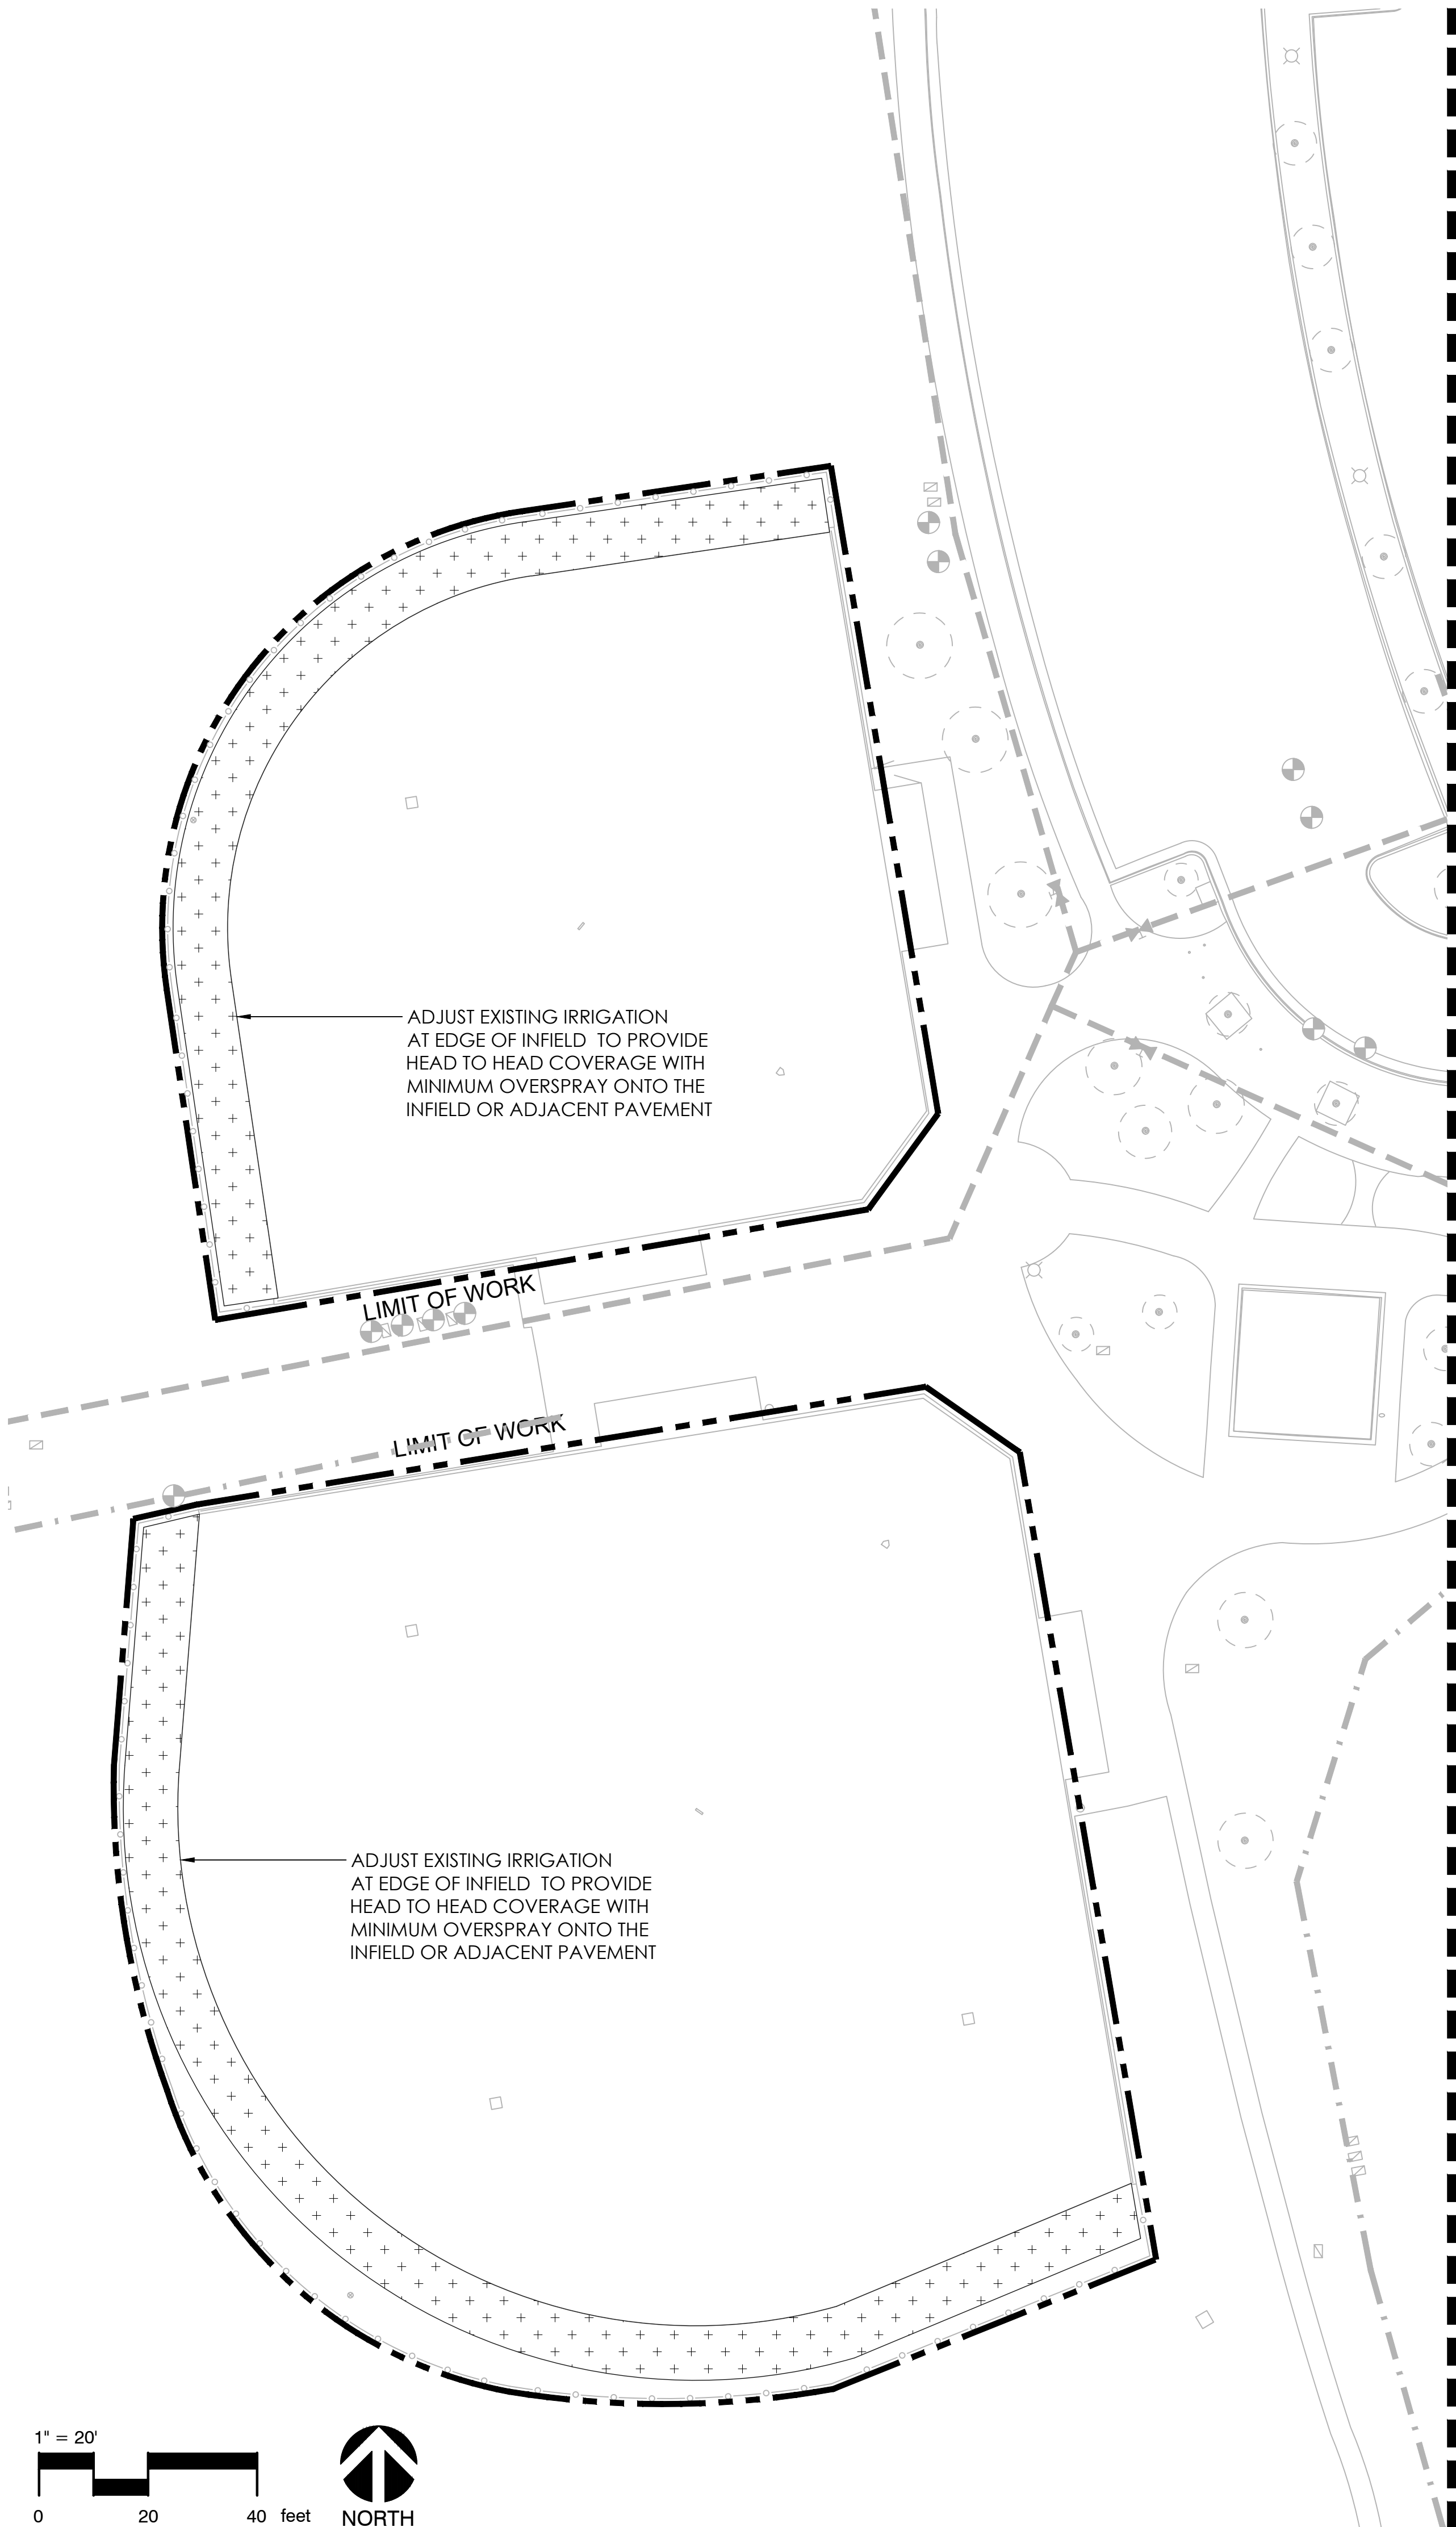 ADJUST EXISTING IRRIGATION
AT EDGE OF INFIELD TO PROVIDE
HEAD TO HEAD COVERAGE WITH
MINIMUM OVERSPRAY ONTO THE
INFIELD OR ADJACENT PAVEMENT
LIMIT OF WORK
LIMIT OF WORK
ADJUST EXISTING IRRIGATION
AT EDGE OF INFIELD TO PROVIDE
HEAD TO HEAD COVERAGE WITH
MINIMUM OVERSPRAY ONTO THE
INFIELD OR ADJACENT PAVEMENT
1" = 20'
0 20 40 feet
NORTH